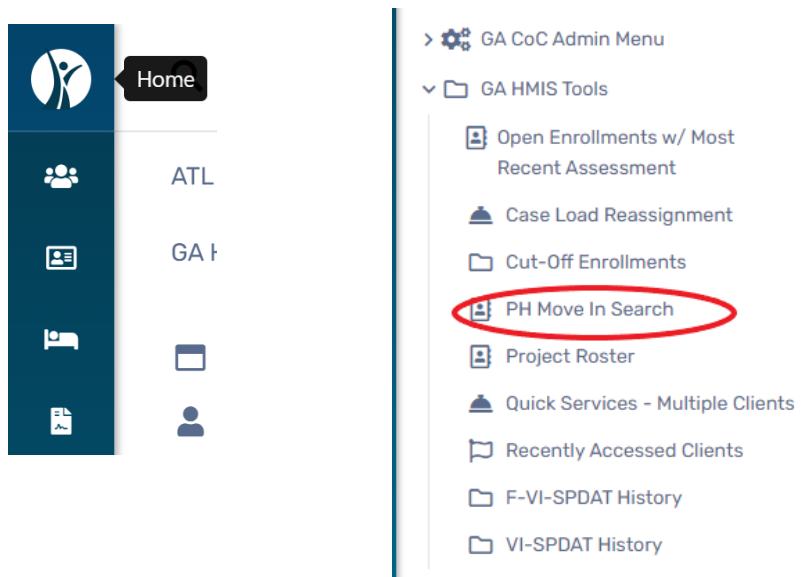 Home
ATL
GA H
GA CoC Admin Menu
GA HMIS Tools
Open Enrollments w/ Most
Recent Assessment
Case Load Reassignment
Cut-Off Enrollments
PH Move In Search
Project Roster
Quick Services - Multiple Clients
Recently Accessed Clients
F-VI-SPDAT History
VI-SPDAT History